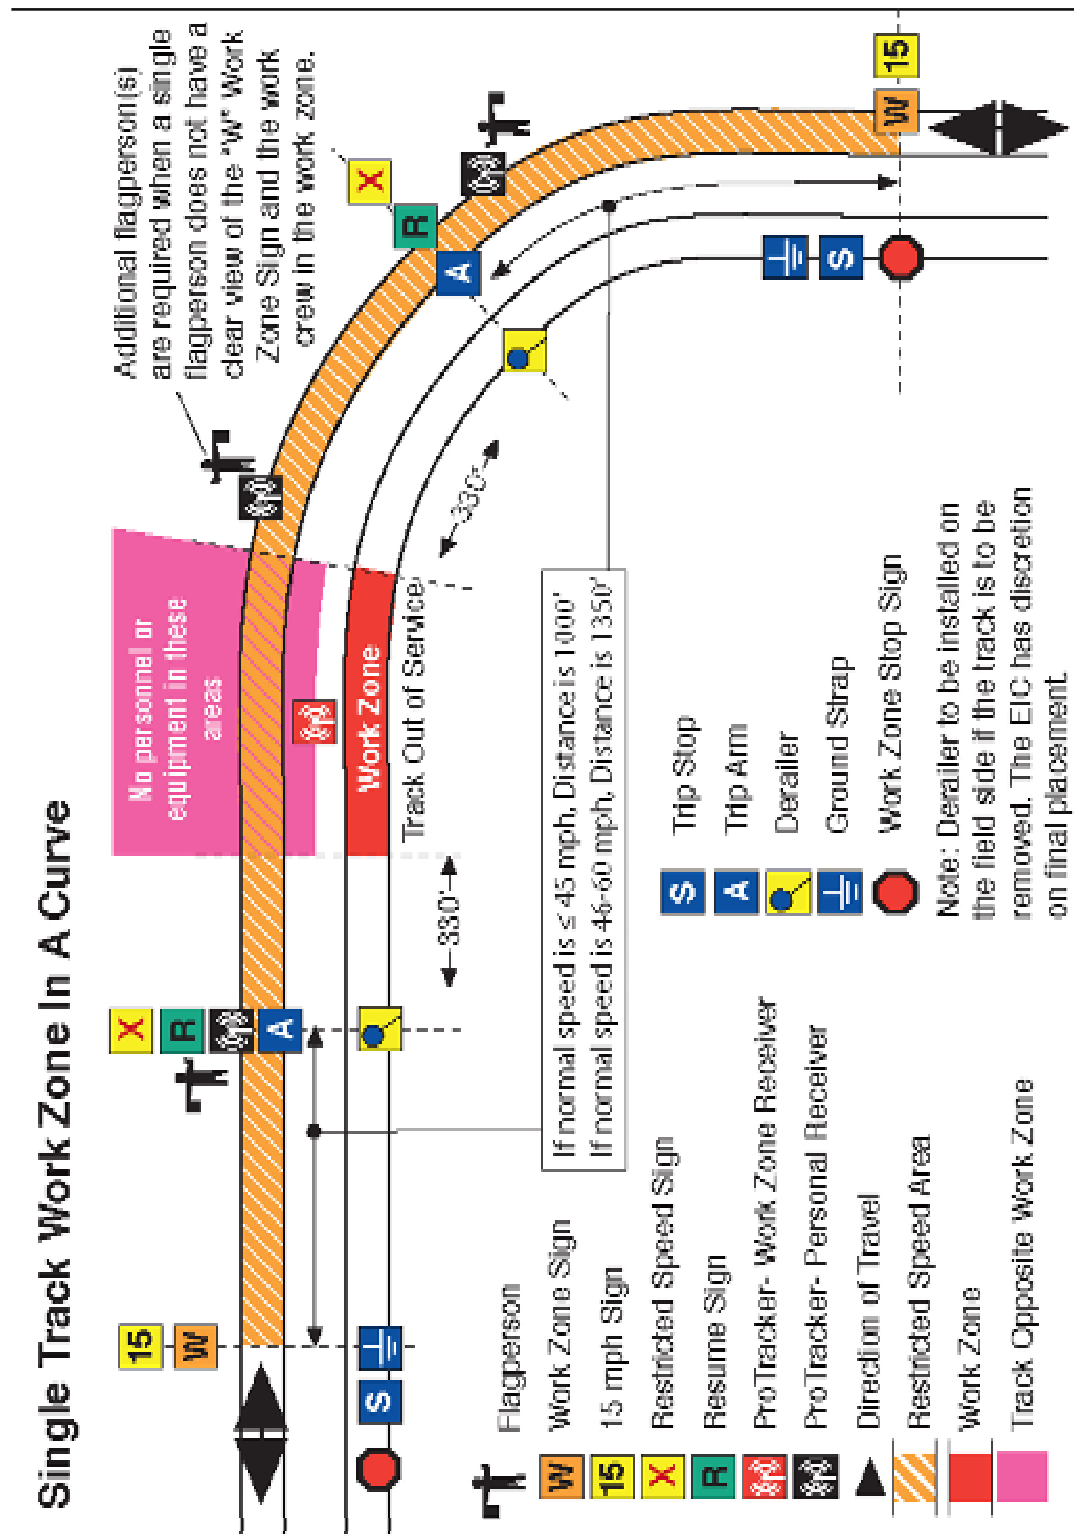 Single Track Work Zone In A Curve
Additional flagperson(s)
are required when a single
flagperson does not have a
clear view of the "W" Work
Zone Sign and the work
crew in the work zone.
No personnel or
equipment in these
areas
15
W
X
R
A
S
Work Zone
Track Out of Service
330'
330'
X
R
A
W
15
S
If normal speed is ≤ 45 mph, Distance is 1000'
If normal speed is 46-60 mph, Distance is 1350'
Flagperson
W Work Zone Sign
15 15 mph Sign
X Restricted Speed Sign
R Resume Sign
ProTracker- Work Zone Receiver
ProTracker- Personal Receiver
Direction of Travel
Restricted Speed Area
Work Zone
Track Opposite Work Zone
S Trip Stop
A Trip Arm
Derailer
Ground Strap
Work Zone Stop Sign
Note: Derailer to be installed on
the field side if the track is to be
removed. The EIC has discretion
on final placement.